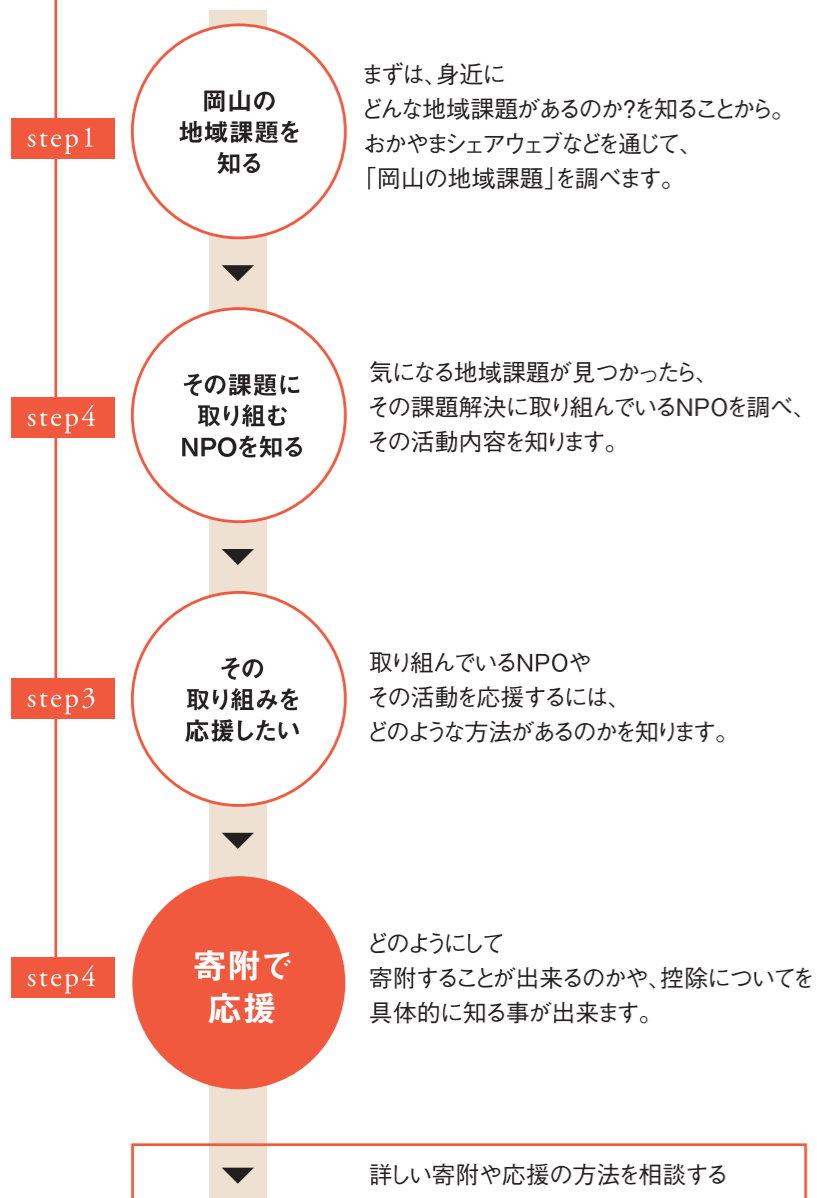 step1
岡山の
地域課題を
知る
まずは、身近に
どんな地域課題があるのか?を知ることから。
おかやまシェアウェブなどを通じて、
「岡山の地域課題」を調べます。
step4
その課題に
取り組む
NPOを知る
気になる地域課題が見つかったら、
その課題解決に取り組んでいるNPOを調べ、
その活動内容を知ります。
step3
その
取り組みを
応援したい
取り組んでいるNPOや
その活動を応援するには、
どのような方法があるのかを知ります。
step4
寄附で
応援
どのようにして
寄附することが出来るのかや、控除についてを
具体的に知る事が出来ます。
詳しい寄附や応援の方法を相談する